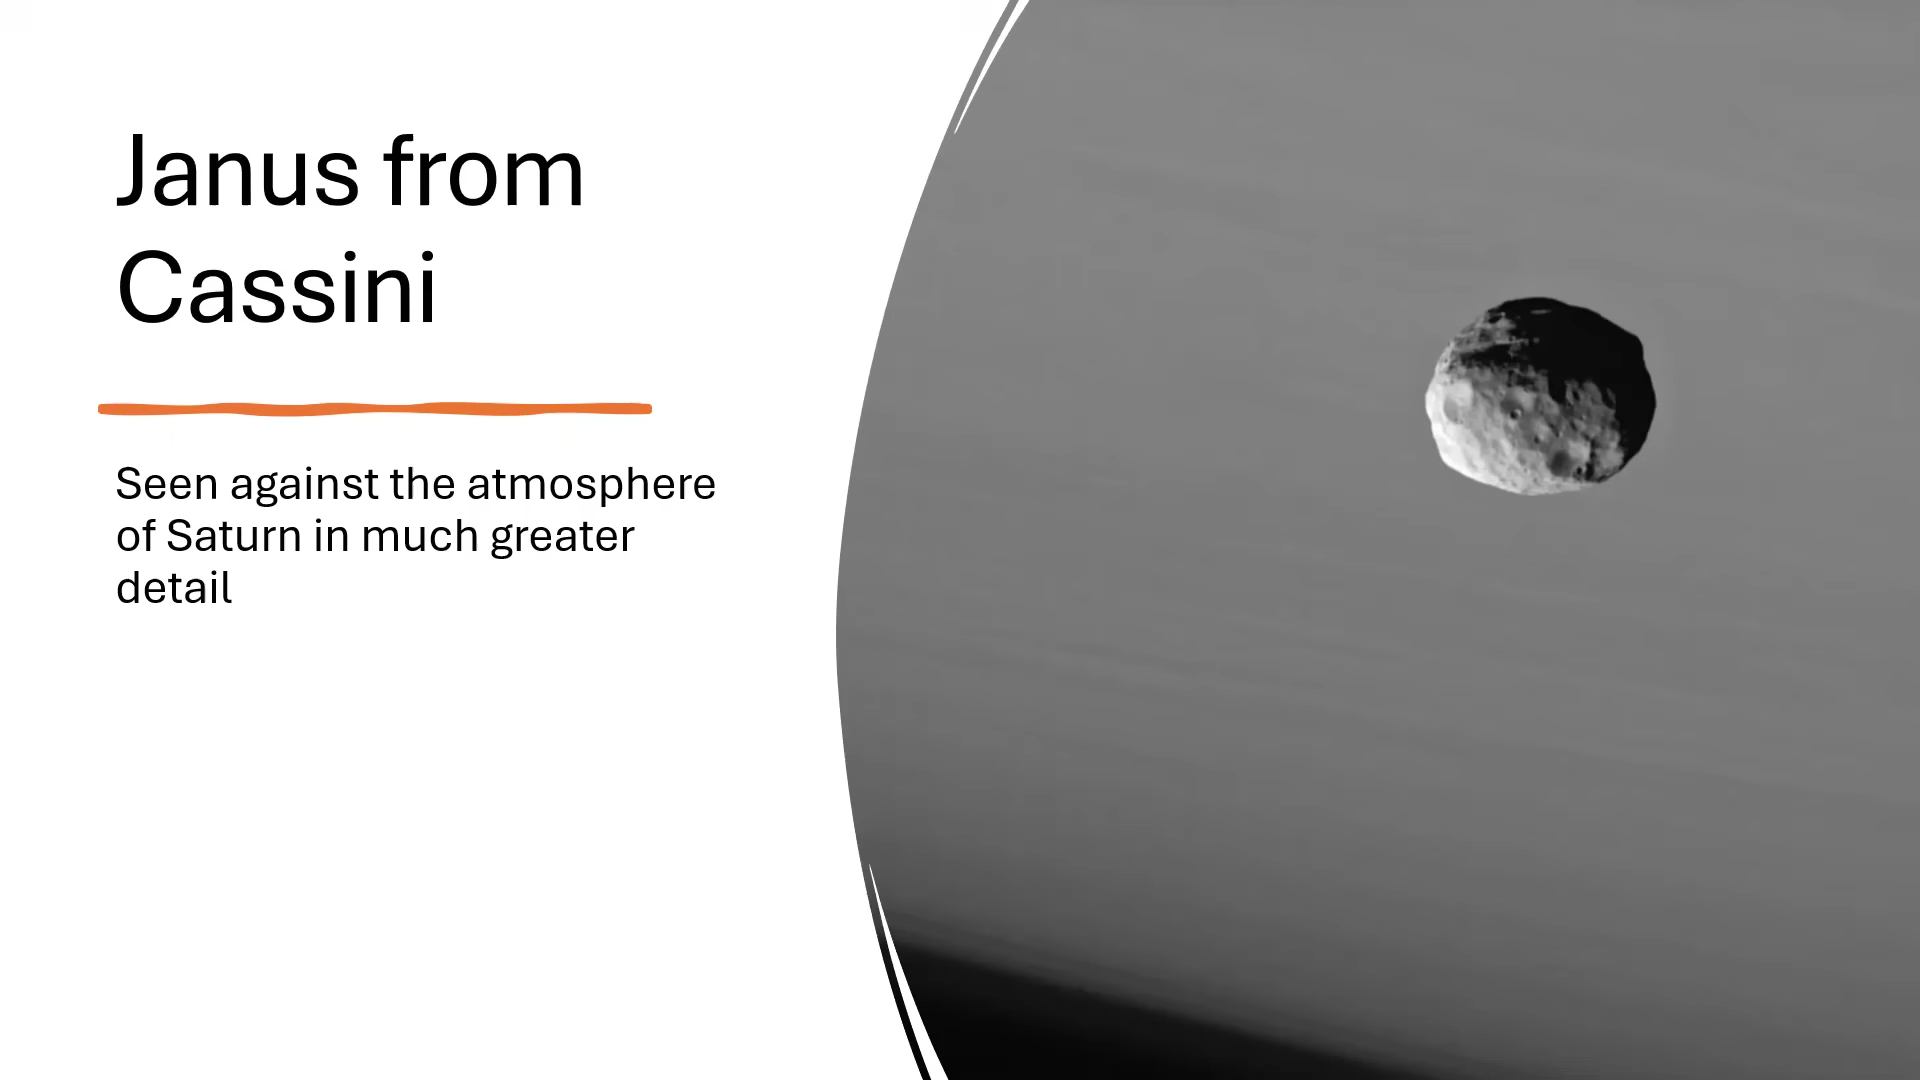 Janus from
Cassini
Seen against the atmosphere
of Saturn in much greater
detail